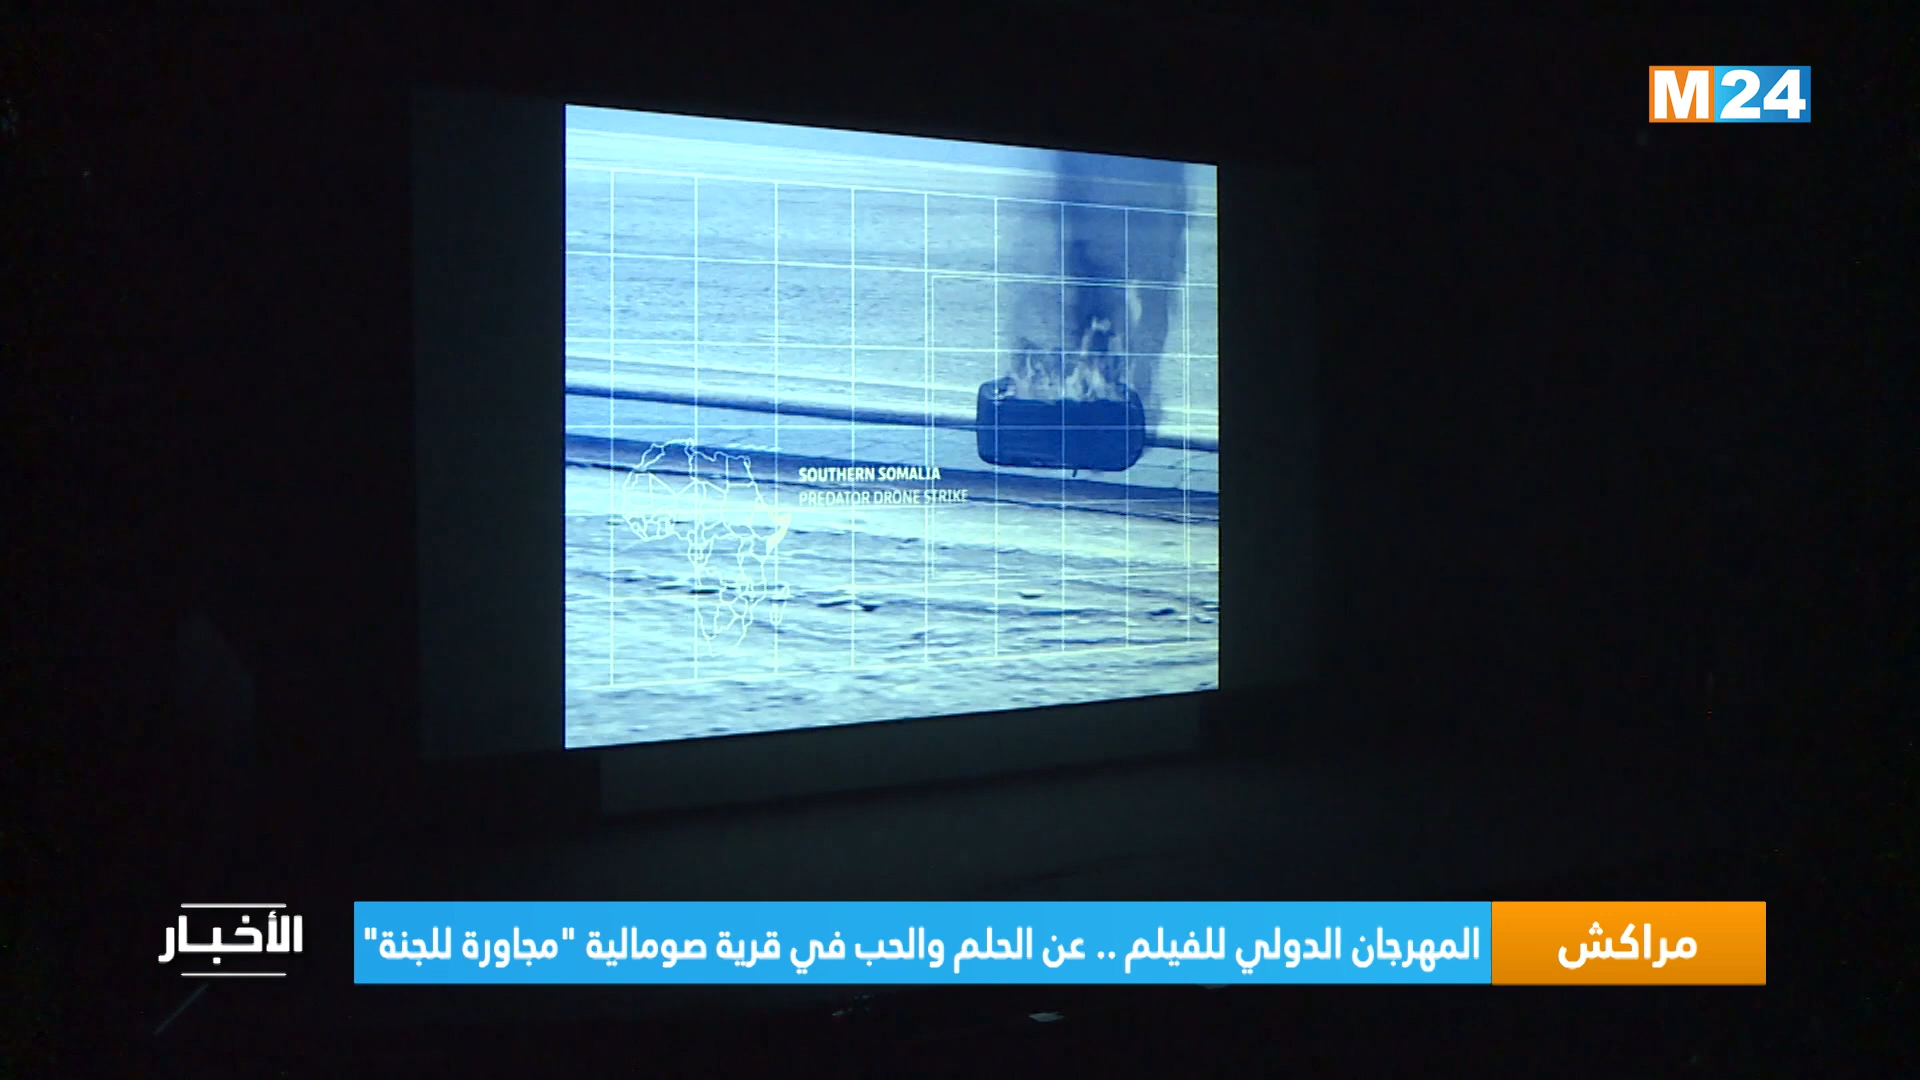 M24
SOUTHERN SOMALIA
PREDATOR DRONE STRIKE
مراكش
المهرجان الدولي للفيلم .. عن الحلم والحب في قرية صومالية "مجاورة للجنة"
الأخبار